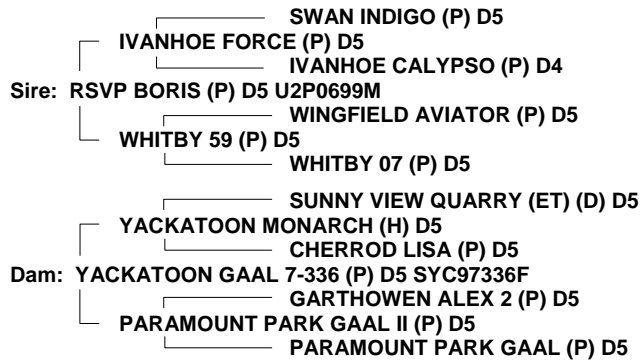 SWAN INDIGO (P) D5
IVANHOE FORCE (P) D5
IVANHOE CALYPSO (P) D4
Sire: RSVP BORIS (P) D5 U2P0699M
WINGFIELD AVIATOR (P) D5
WHITBY 59 (P) D5
WHITBY 07 (P) D5
SUNNY VIEW QUARRY (ET) (D) D5
YACKATOON MONARCH (H) D5
CHERROD LISA (P) D5
Dam: YACKATOON GAAL 7-336 (P) D5 SYC97336F
GARTHOWEN ALEX 2 (P) D5
PARAMOUNT PARK GAAL II (P) D5
PARAMOUNT PARK GAAL (P) D5